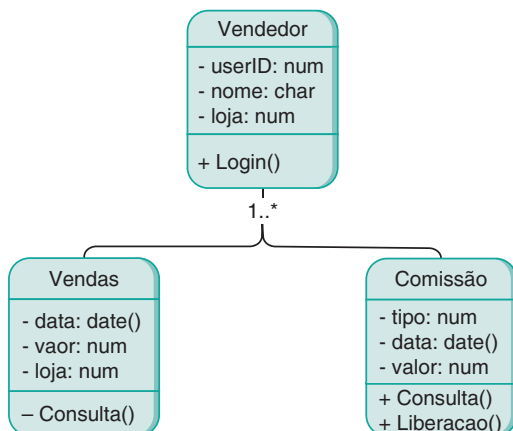 Vendedor
- userID: num
- nome: char
- loja: num
+ Login()
1..*
Vendas
- data: date()
- vaor: num
- loja: num
– Consulta()
Comissão
- tipo: num
- data: date()
- valor: num
+ Consulta()
+ Liberacao()